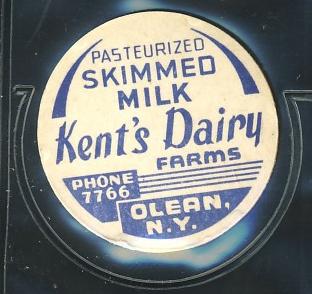 PASTEURIZED
SKIMMED
MILK
Kent's Dairy
FARMS
PHONE
7766
OLEAN,
N.Y.